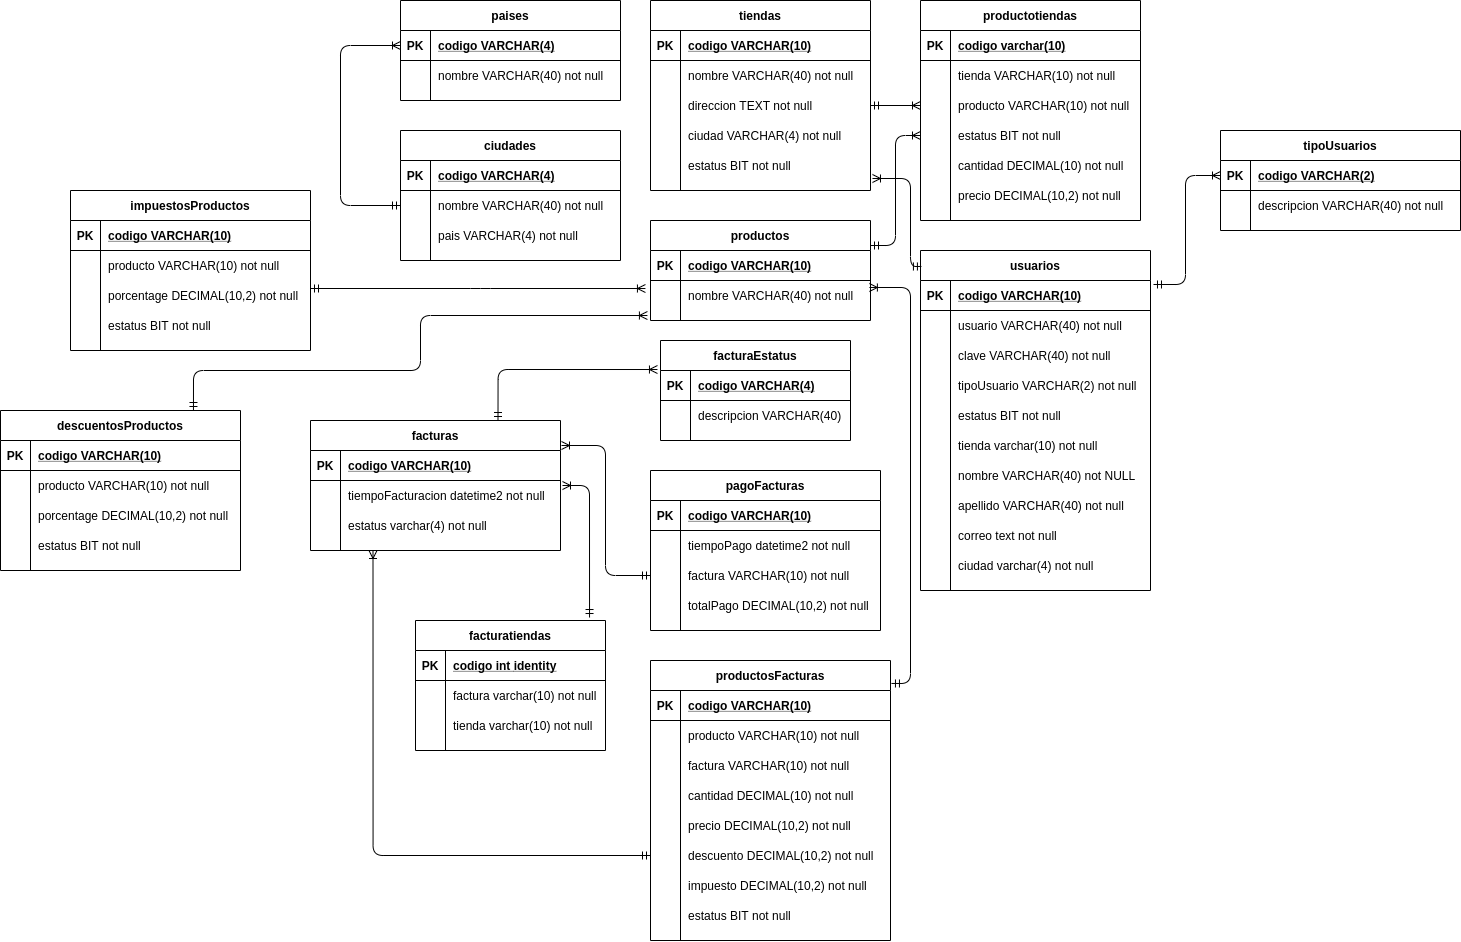 paises
PK codigo VARCHAR(4)
nombre VARCHAR(40) not null
tiendas
PK codigo VARCHAR(10)
nombre VARCHAR(40) not null
direccion TEXT not null
ciudad VARCHAR(4) not null
estatus BIT not null
productotiendas
PK codigo varchar(10)
tienda VARCHAR(10) not null
producto VARCHAR(10) not null
estatus BIT not null
cantidad DECIMAL(10) not null
precio DECIMAL(10,2) not null
ciudades
PK codigo VARCHAR(4)
nombre VARCHAR(40) not null
pais VARCHAR(4) not null
tipoUsuarios
PK codigo VARCHAR(2)
descripcion VARCHAR(40) not null
impuestosProductos
PK codigo VARCHAR(10)
producto VARCHAR(10) not null
porcentage DECIMAL(10,2) not null
estatus BIT not null
productos
PK codigo VARCHAR(10)
nombre VARCHAR(40) not null
usuarios
PK codigo VARCHAR(10)
usuario VARCHAR(40) not null
clave VARCHAR(40) not null
tipoUsuario VARCHAR(2) not null
estatus BIT not null
tienda varchar(10) not null
nombre VARCHAR(40) not NULL
apellido VARCHAR(40) not null
correo text not null
ciudad varchar(4) not null
facturaEstatus
PK codigo VARCHAR(4)
descripcion VARCHAR(40)
descuentosProductos
PK codigo VARCHAR(10)
producto VARCHAR(10) not null
porcentage DECIMAL(10,2) not null
estatus BIT not null
facturas
PK codigo VARCHAR(10)
tiempoFacturacion datetime2 not null
estatus varchar(4) not null
pagoFacturas
PK codigo VARCHAR(10)
tiempoPago datetime2 not null
factura VARCHAR(10) not null
totalPago DECIMAL(10,2) not null
facturatiendas
PK codigo int identity
factura varchar(10) not null
tienda varchar(10) not null
productosFacturas
PK codigo VARCHAR(10)
producto VARCHAR(10) not null
factura VARCHAR(10) not null
cantidad DECIMAL(10) not null
precio DECIMAL(10,2) not null
descuento DECIMAL(10,2) not null
impuesto DECIMAL(10,2) not null
estatus BIT not null